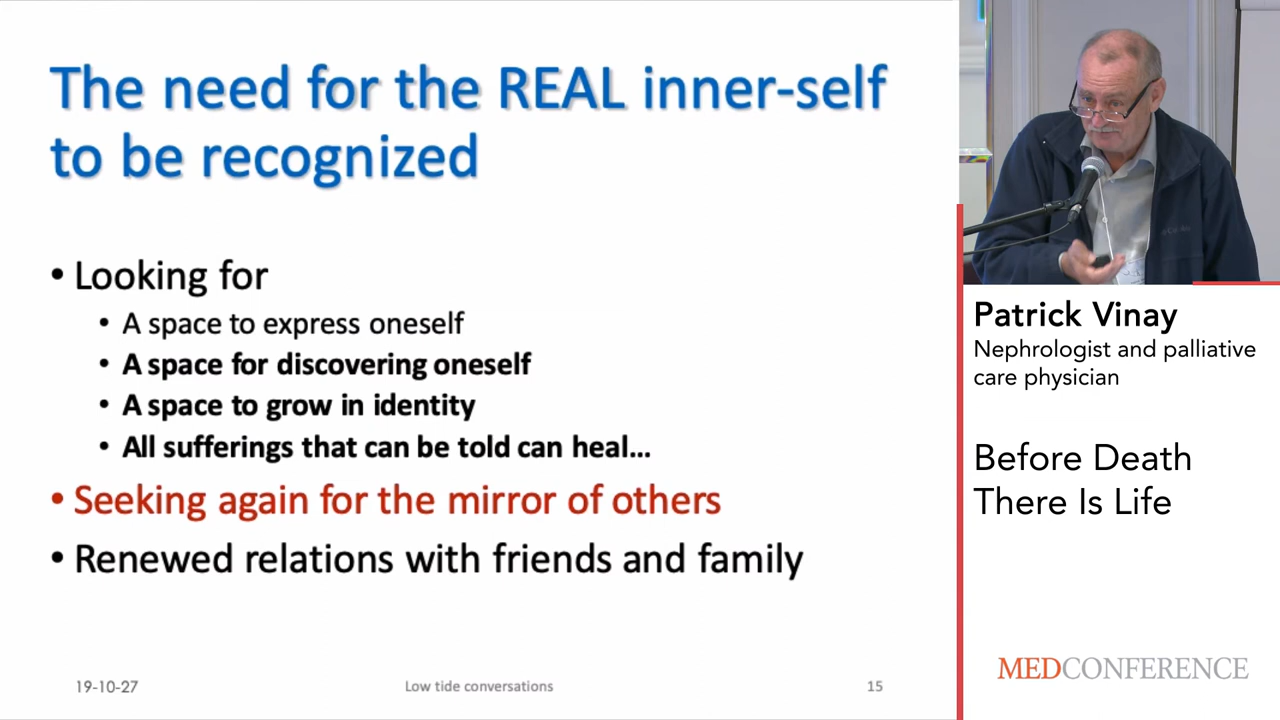 The need for the REAL inner-self
to be recognized
• Looking for
• A space to express oneself
• A space for discovering oneself
• A space to grow in identity
• All sufferings that can be told can heal...
• Seeking again for the mirror of others
• Renewed relations with friends and family
19-10-27
Low tide conversations
15
Patrick Vinay
Nephrologist and palliative
care physician
Before Death
There Is Life
MEDCONFERENCE